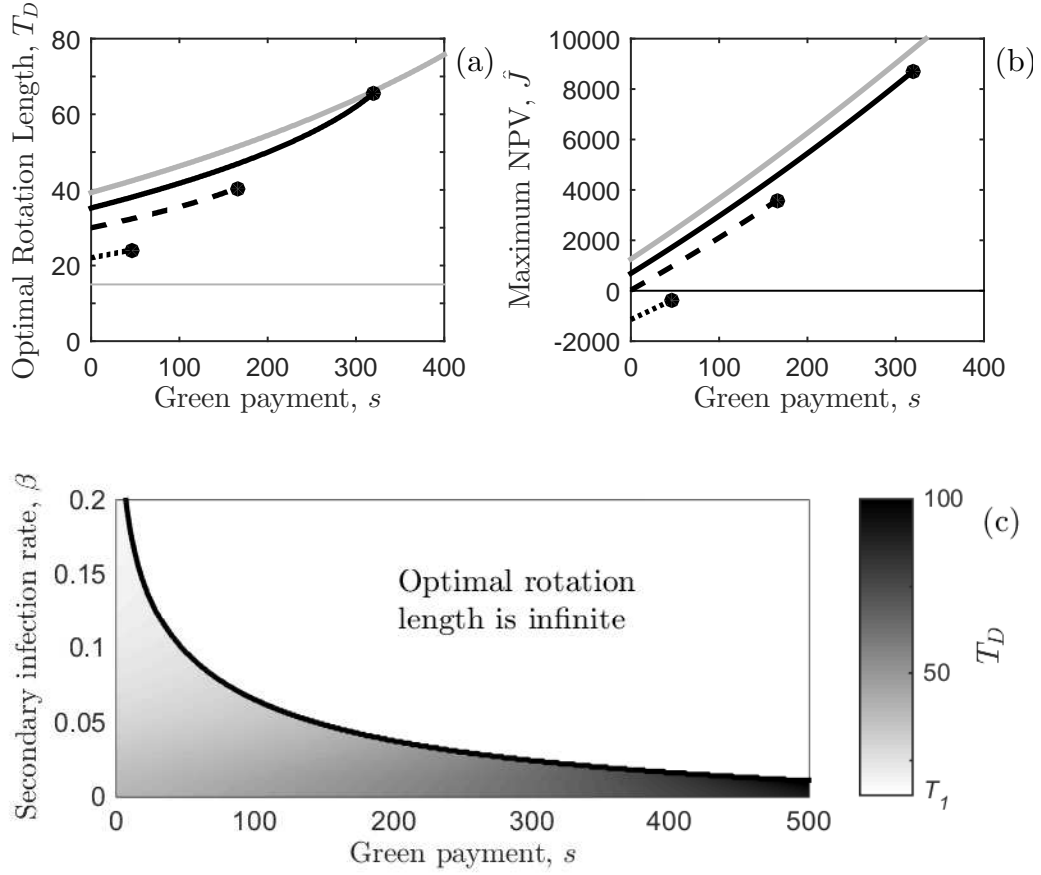 (a)
Optimal Rotation Length, T_D
80
60
40
20
0
0 100 200 300 400
Green payment, s
(b)
Maximum NPV, Ĵ
10000
8000
6000
4000
2000
0
-2000
0 100 200 300 400
Green payment, s
(c)
Secondary infection rate, β
0.2
0.15
0.1
0.05
0
Optimal rotation
length is infinite
0 100 200 300 400 500
Green payment, s
100
50
T_1
T_D